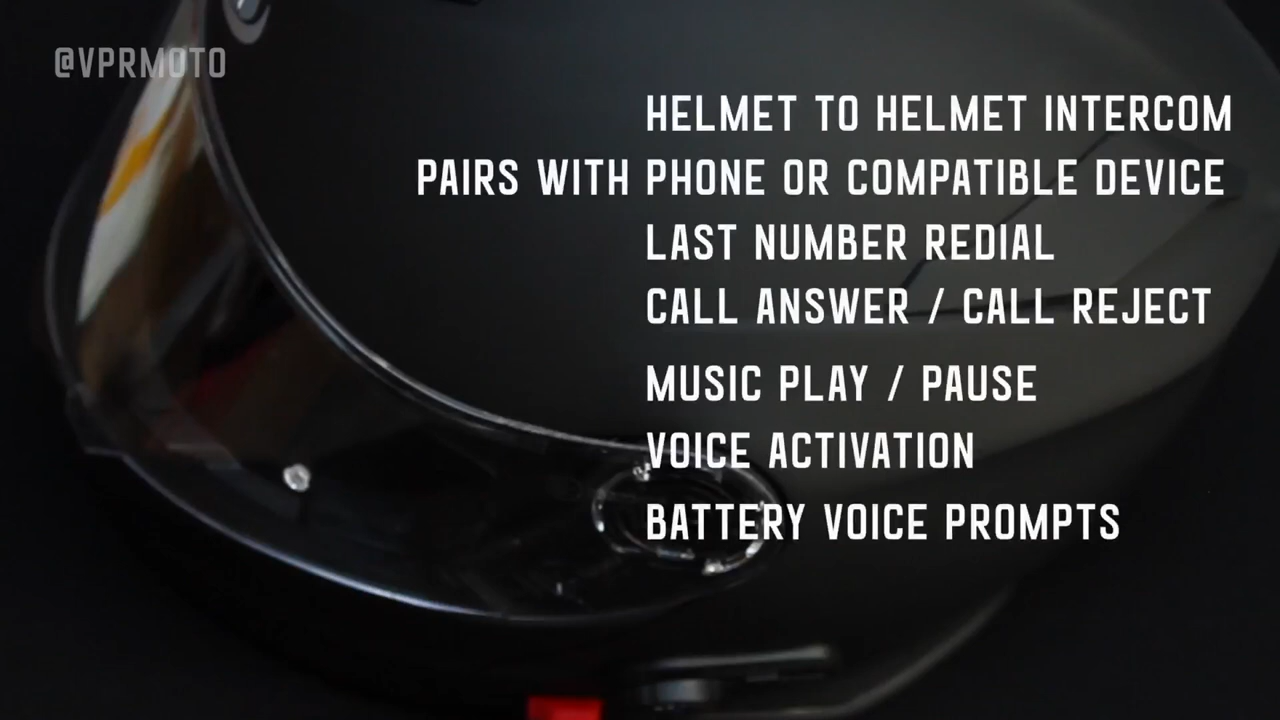 @VPRMOTO
HELMET TO HELMET INTERCOM
PAIRS WITH PHONE OR COMPATIBLE DEVICE
LAST NUMBER REDIAL
CALL ANSWER / CALL REJECT
MUSIC PLAY / PAUSE
VOICE ACTIVATION
BATTERY VOICE PROMPTS